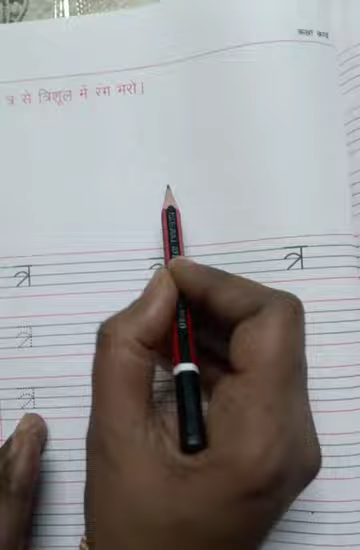 कक्षा कार्य
त्र से त्रिशूल में रंग भरो।
त्र त्र
त्र
त्र